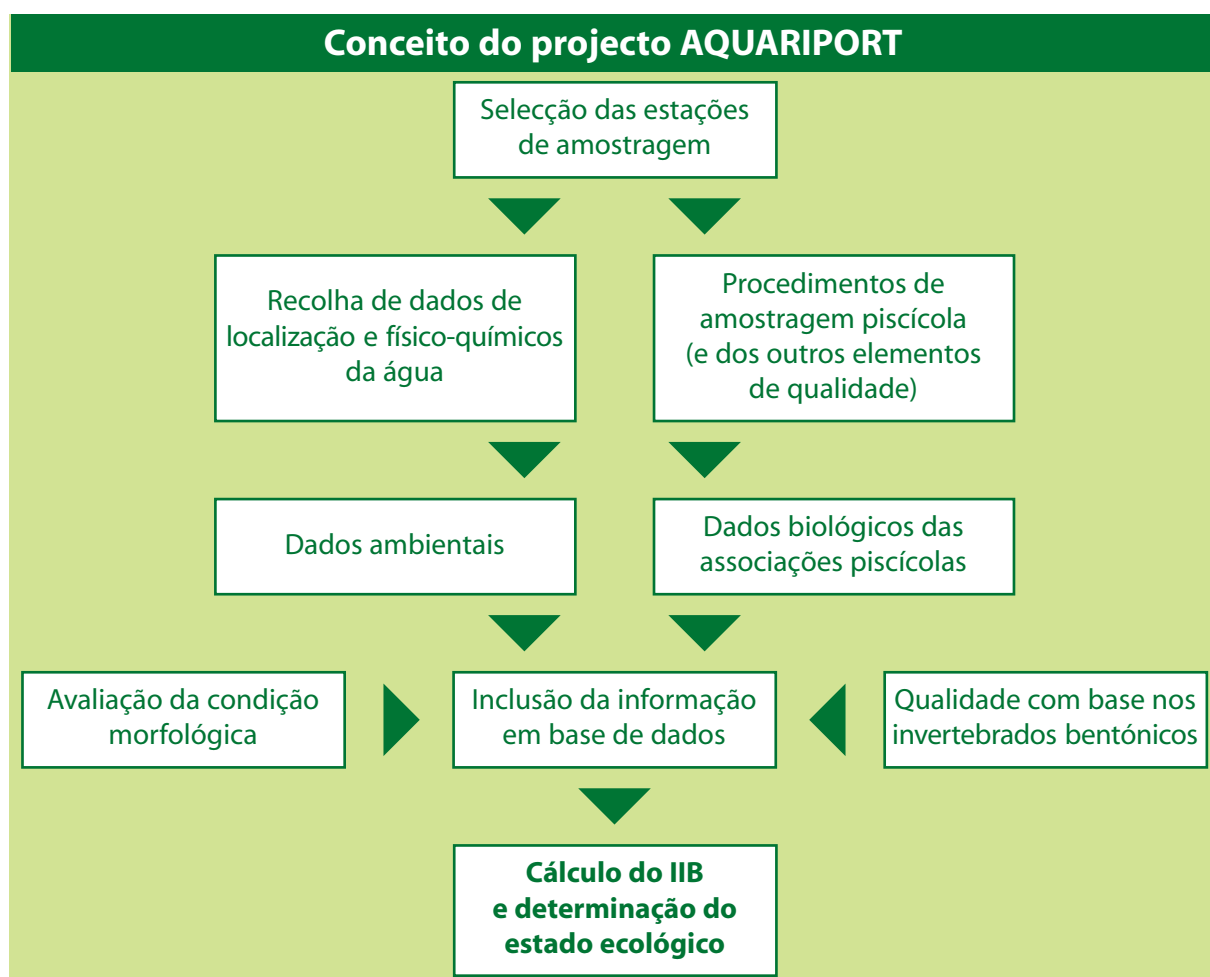 Conceito do projecto AQUARIPORT
Selecção das estações
de amostragem
Recolha de dados de
localização e físico-químicos
da água
Procedimentos de
amostragem piscícola
(e dos outros elementos
de qualidade)
Dados ambientais
Dados biológicos das
associações piscícolas
Avaliação da condição
morfológica
Inclusão da informação
em base de dados
Qualidade com base nos
invertebrados bentónicos
Cálculo do IIB
e determinação do
estado ecológico